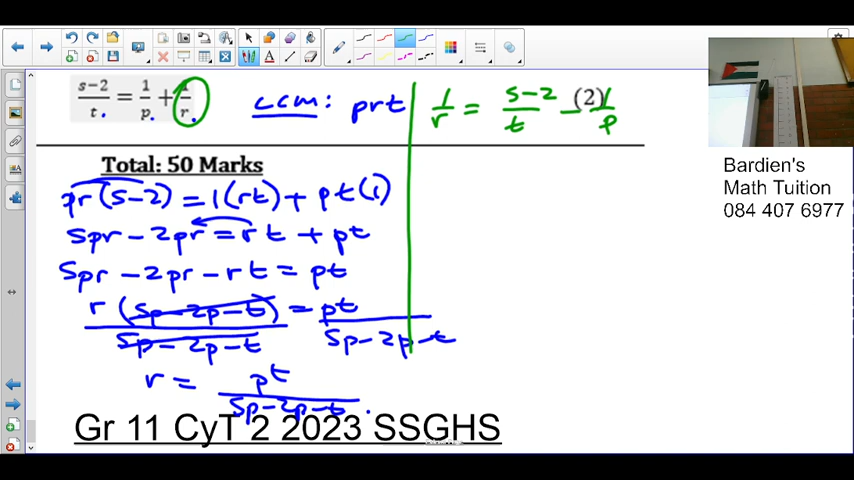 (s-2)/t = 1/p + 1/r
LCM: prt
1/r = (s-2)/t - 1/p
(2)
Total: 50 Marks
pr(s-2) = 1(rt) + pt(1)
spr - 2pr = rt + pt
spr - 2pr - rt = pt
r(sp-2p-t)/(sp-2p-t) = pt/(sp-2p-t)
r = pt/(sp-2p-t).
Gr 11 CyT 2 2023 SSGHS
Bardien's
Math Tuition
084 407 6977